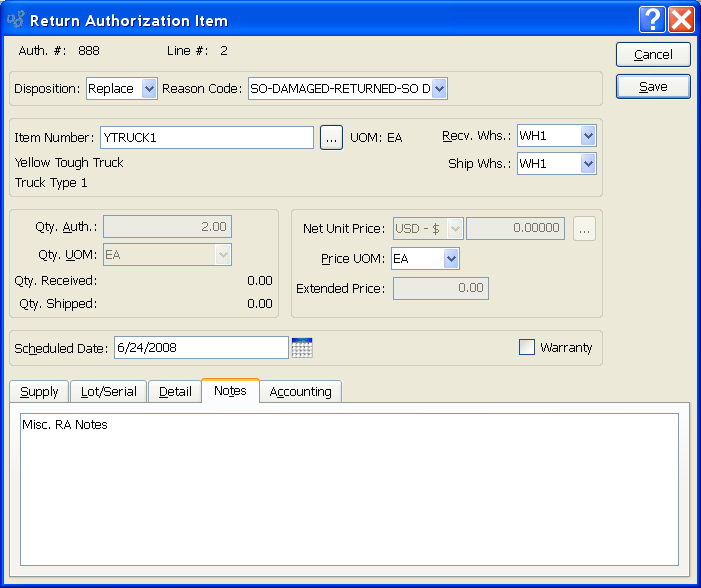 Return Authorization Item
Auth. #: 888 Line #: 2
Cancel
Disposition: Replace Reason Code: SO-DAMAGED-RETURNED-SO D
Save
Item Number: YTRUCK1 ... UOM: EA Recv. Whs.: WH1
Yellow Tough Truck Ship Whs.: WH1
Truck Type 1
Qty. Auth.: 2.00 Net Unit Price: USD - $ 0.00000 ...
Qty. UOM: EA Price UOM: EA
Qty. Received: 0.00 Extended Price: 0.00
Qty. Shipped: 0.00
Scheduled Date: 6/24/2008 Warranty
Supply Lot/Serial Detail Notes Accounting
Misc. RA Notes